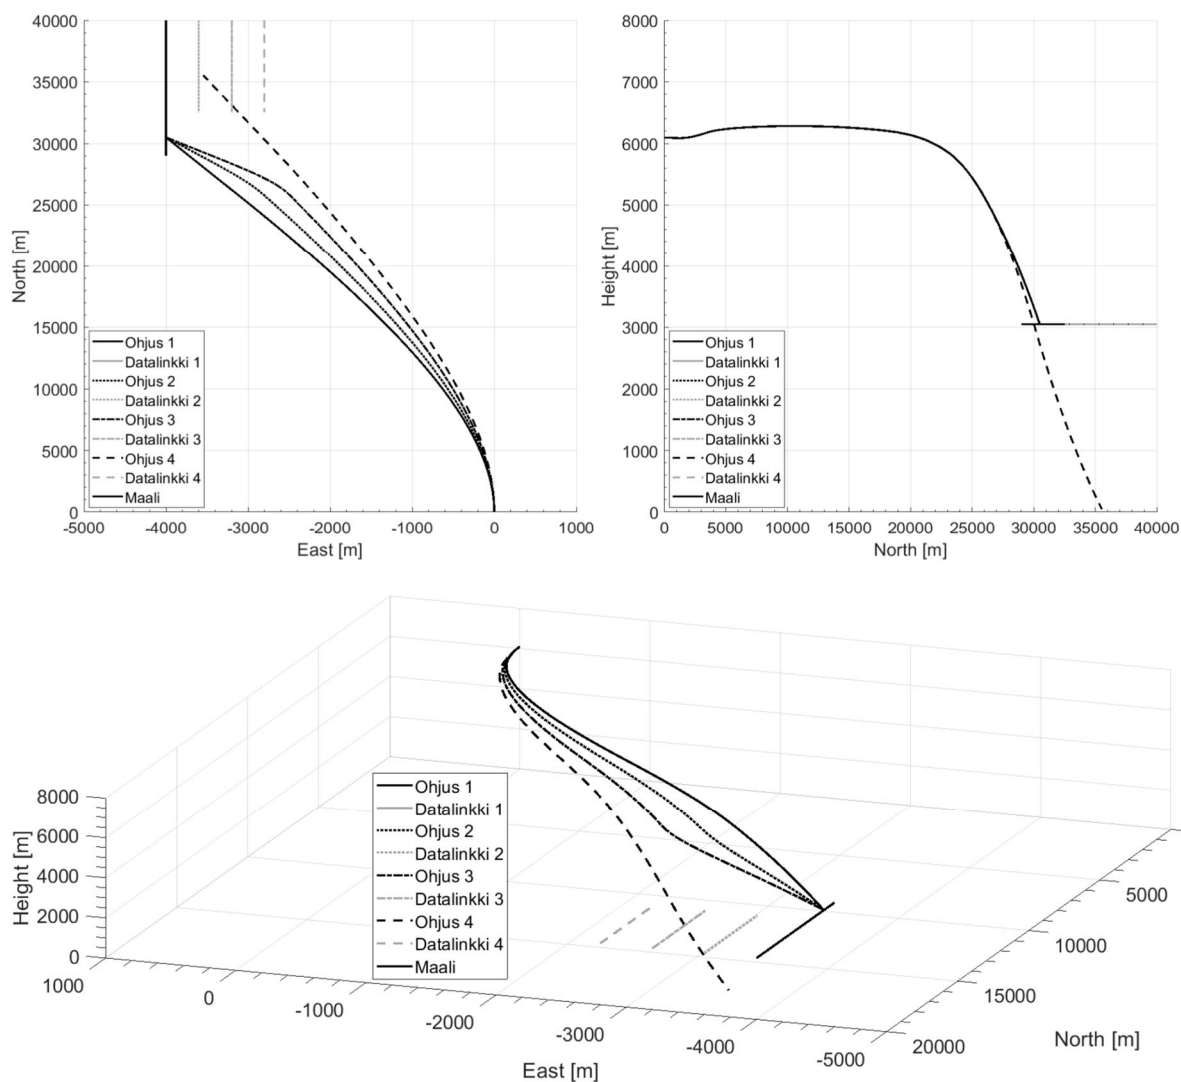 40000
35000
30000
25000
20000
15000
10000
5000
0
North [m]
Ohjus 1
Datalinkki 1
Ohjus 2
Datalinkki 2
Ohjus 3
Datalinkki 3
Ohjus 4
Datalinkki 4
Maali
-5000 -4000 -3000 -2000 -1000 0 1000
East [m]
8000
7000
6000
5000
4000
3000
2000
1000
0
Height [m]
Ohjus 1
Datalinkki 1
Ohjus 2
Datalinkki 2
Ohjus 3
Datalinkki 3
Ohjus 4
Datalinkki 4
Maali
0 5000 10000 15000 20000 25000 30000 35000 40000
North [m]
8000
6000
4000
2000
0
Height [m]
Ohjus 1
Datalinkki 1
Ohjus 2
Datalinkki 2
Ohjus 3
Datalinkki 3
Ohjus 4
Datalinkki 4
Maali
1000 0 -1000 -2000 -3000 -4000 -5000
East [m]
0
5000
10000
15000
20000
North [m]